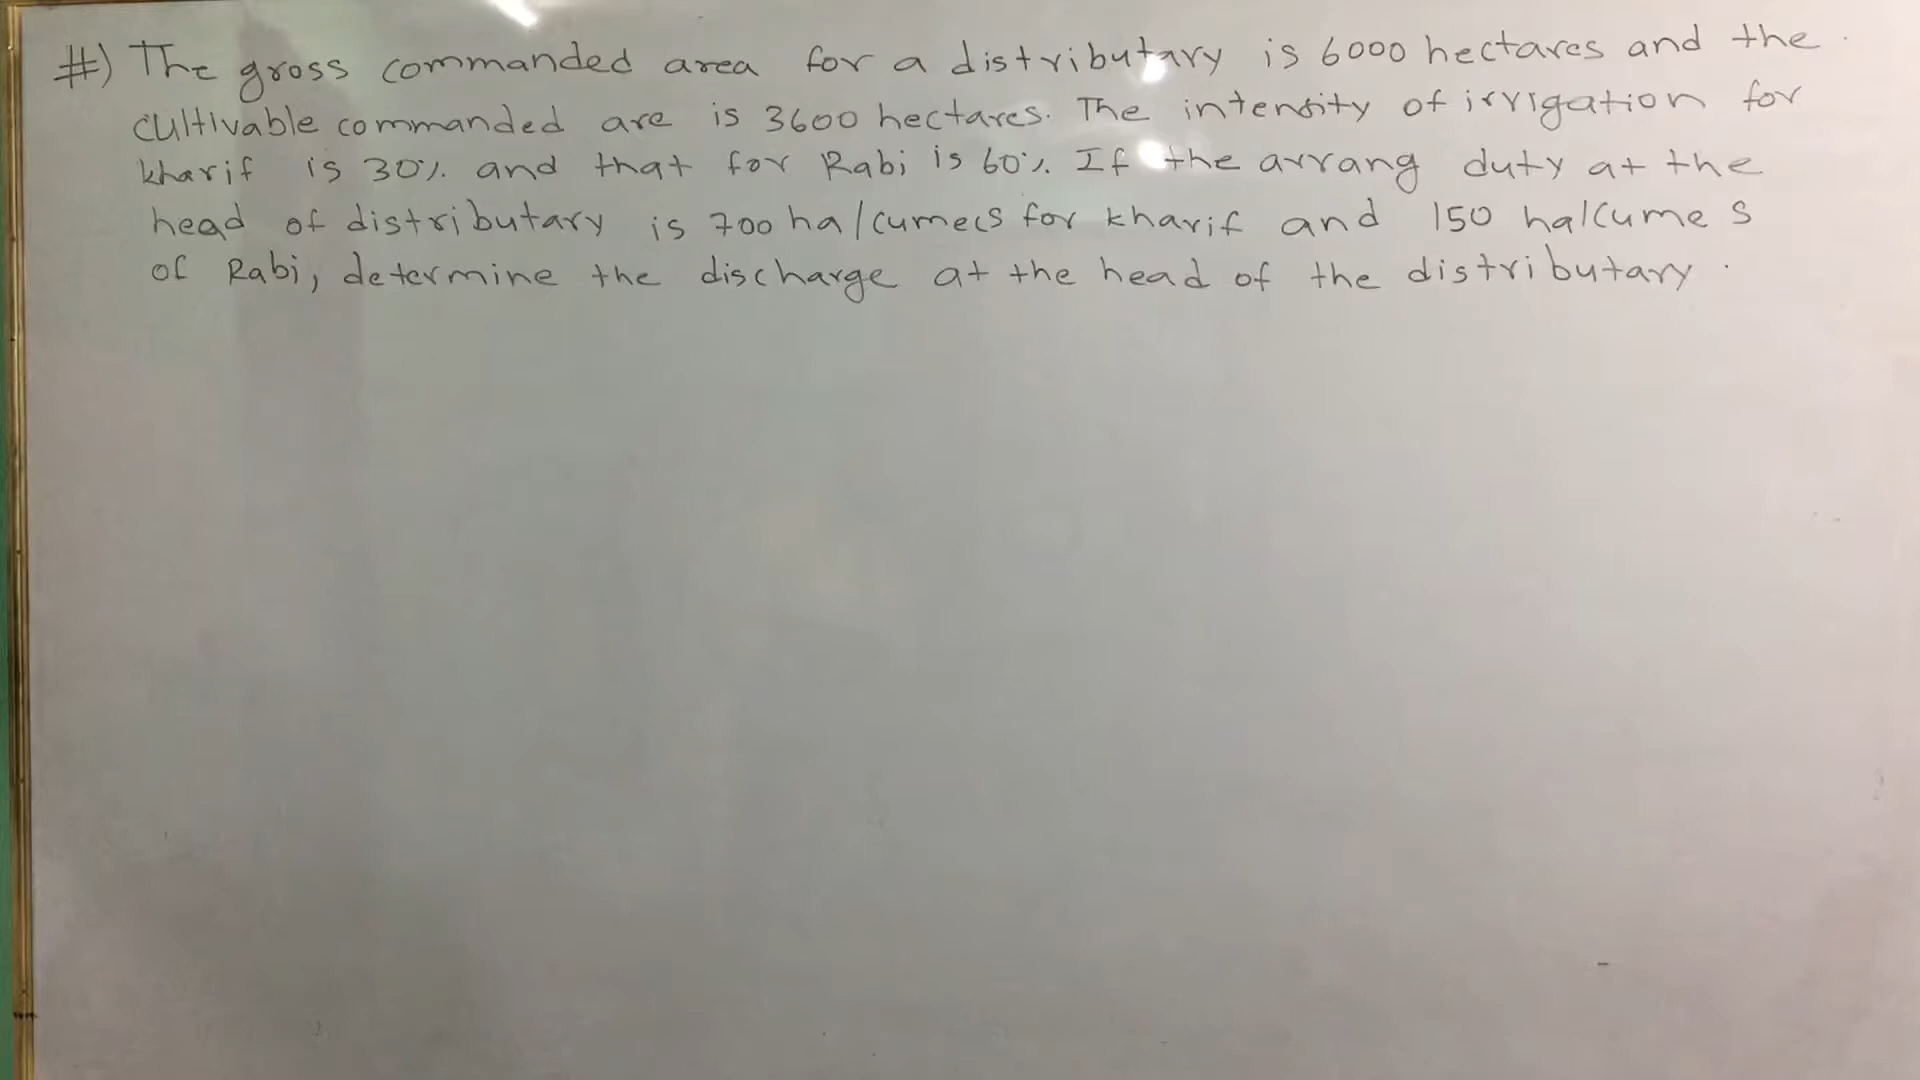 #) The gross commanded area for a distributary is 6000 hectares and the
cultivable commanded are is 3600 hectares. The intensity of irrigation for
kharif is 30% and that for Rabi is 60%. If the arrang duty at the
head of distributary is 700 ha/cumecs for kharif and 150 ha/cume s
of Rabi, determine the discharge at the head of the distributary.